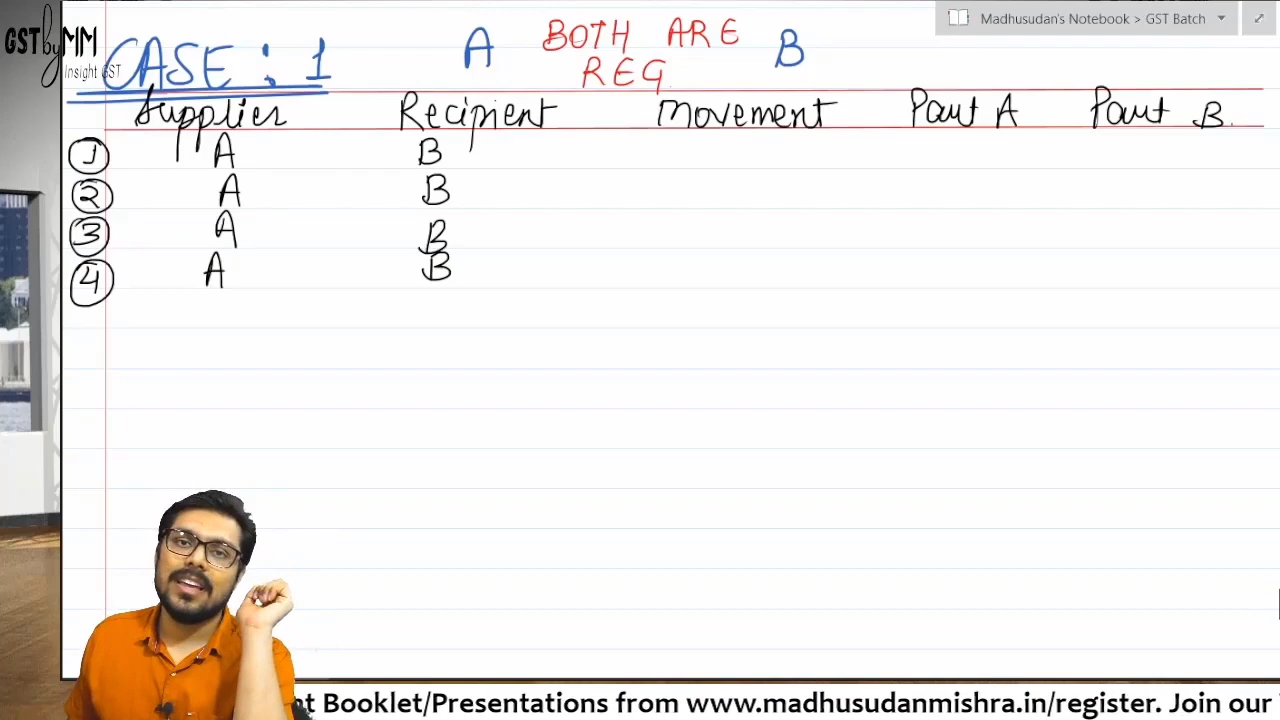 GST by MM
Insight GST
Madhusudan's Notebook > GST Batch
CASE : 1 A BOTH ARE REG B
Supplier Recipient Movement Part A Part B.
1 A B
2 A B
3 A B
4 A B
nt Booklet/Presentations from www.madhusudanmishra.in/register. Join our